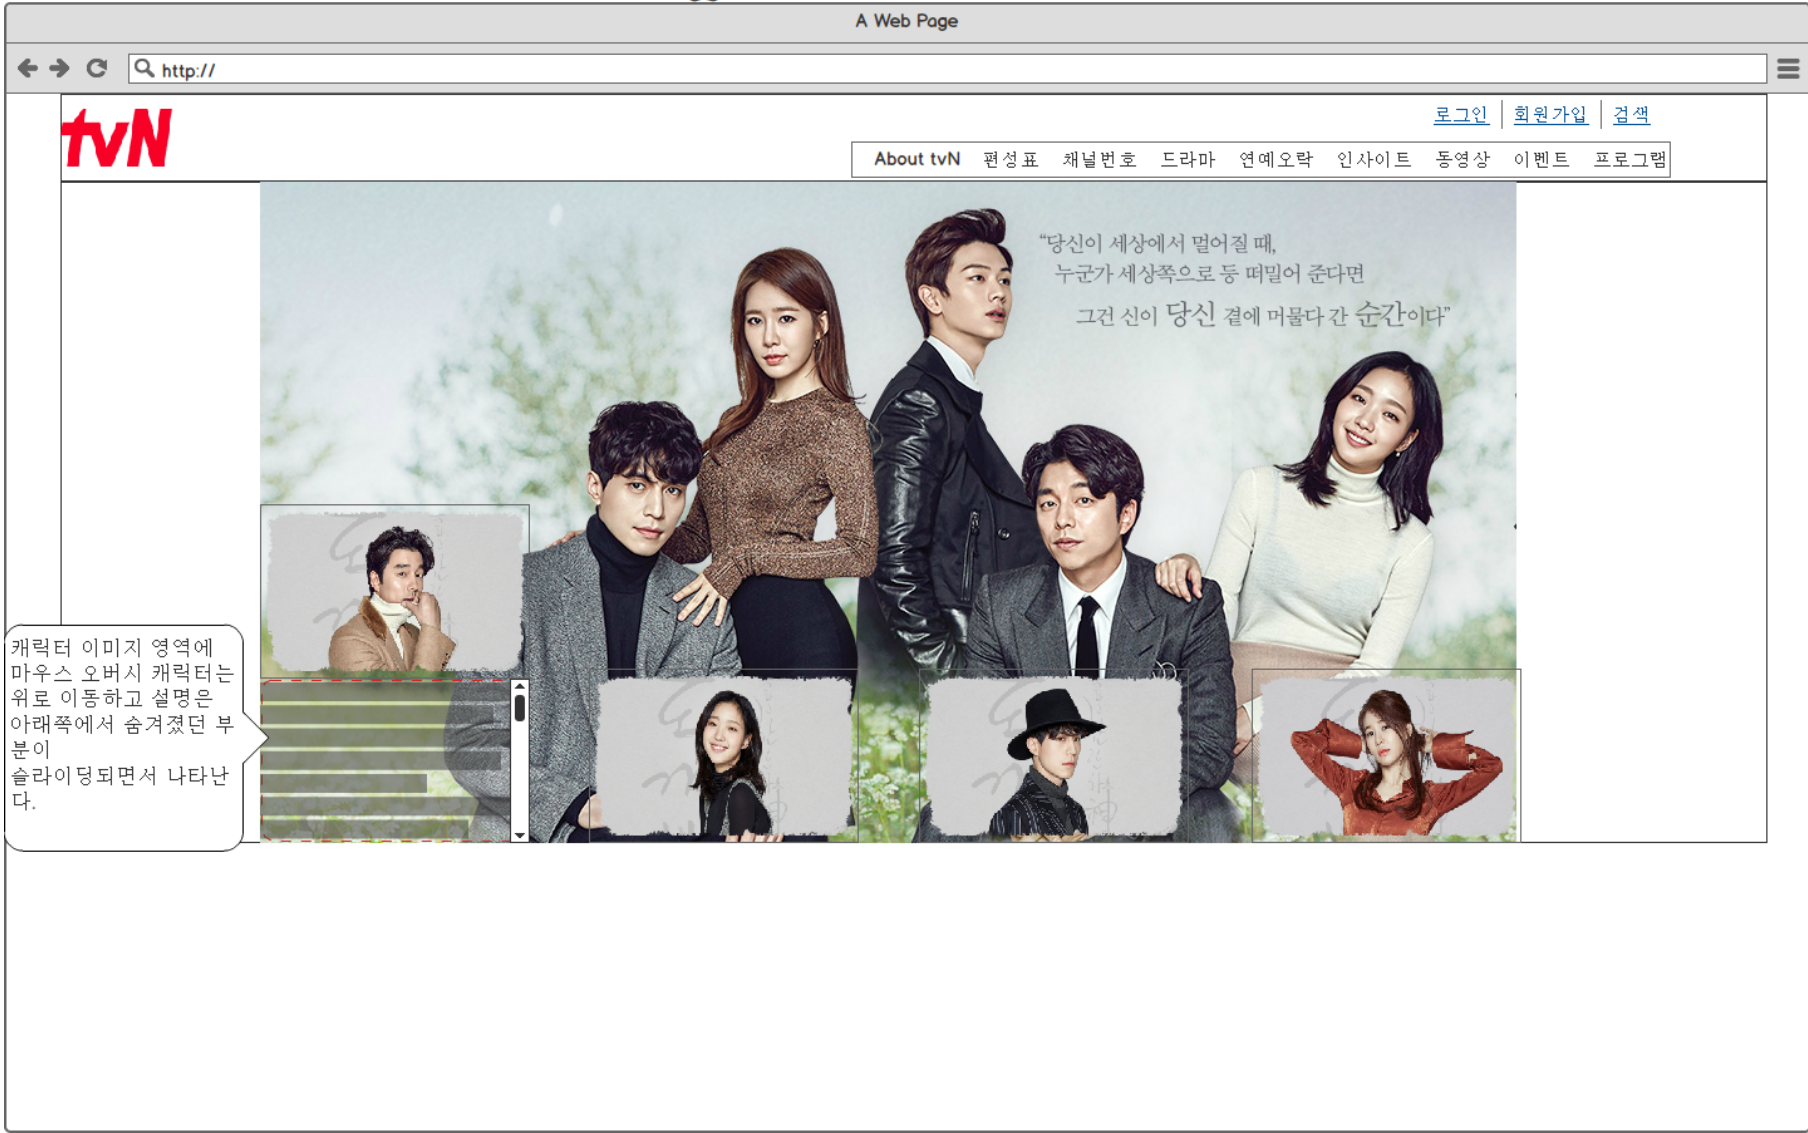 A Web Page
http://
tvN
로그인 회원가입 검색
About tvN 편성표 채널번호 드라마 연예오락 인사이트 동영상 이벤트 프로그램
“당신이 세상에서 멀어질 때,
누군가 세상쪽으로 등 떠밀어 준다면
그건 신이 당신 곁에 머물다 간 순간이다”
캐릭터 이미지 영역에
마우스 오버시 캐릭터는
위로 이동하고 설명은
아래쪽에서 숨겨졌던 부
분이
슬라이딩되면서 나타난
다.